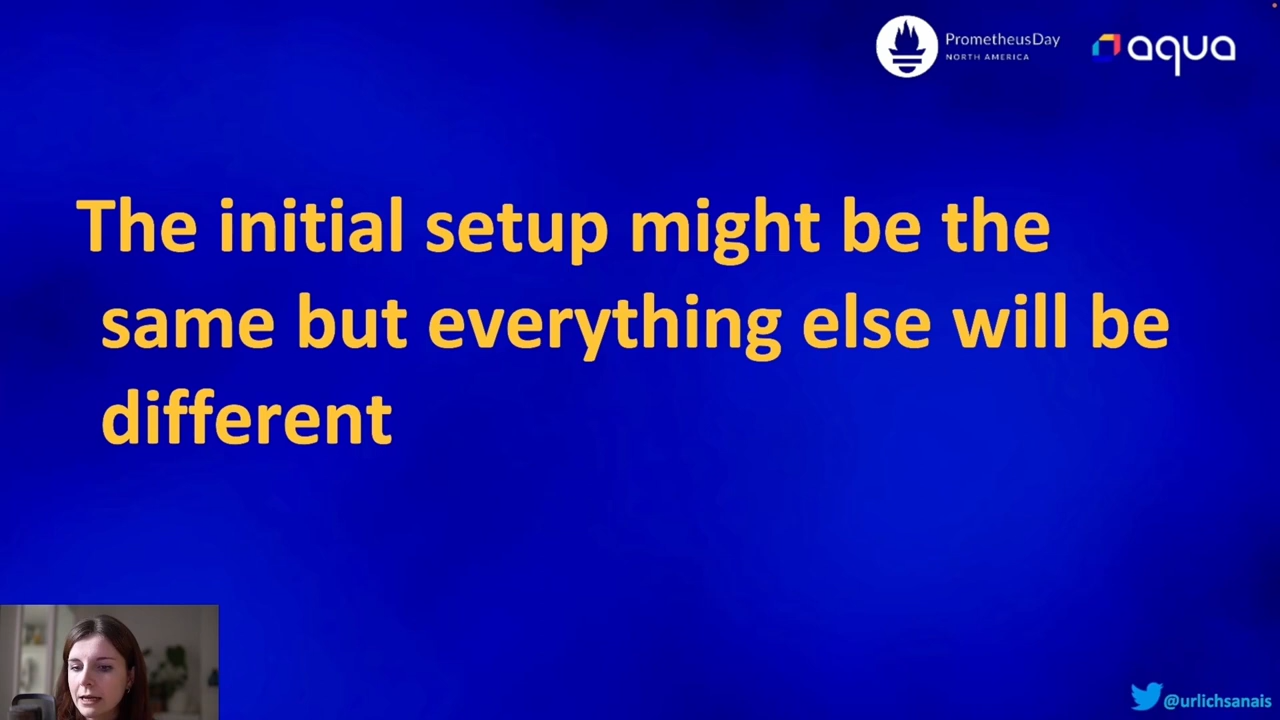 PrometheusDay
NORTH AMERICA
aqua
The initial setup might be the
same but everything else will be
different
@urlichsanais